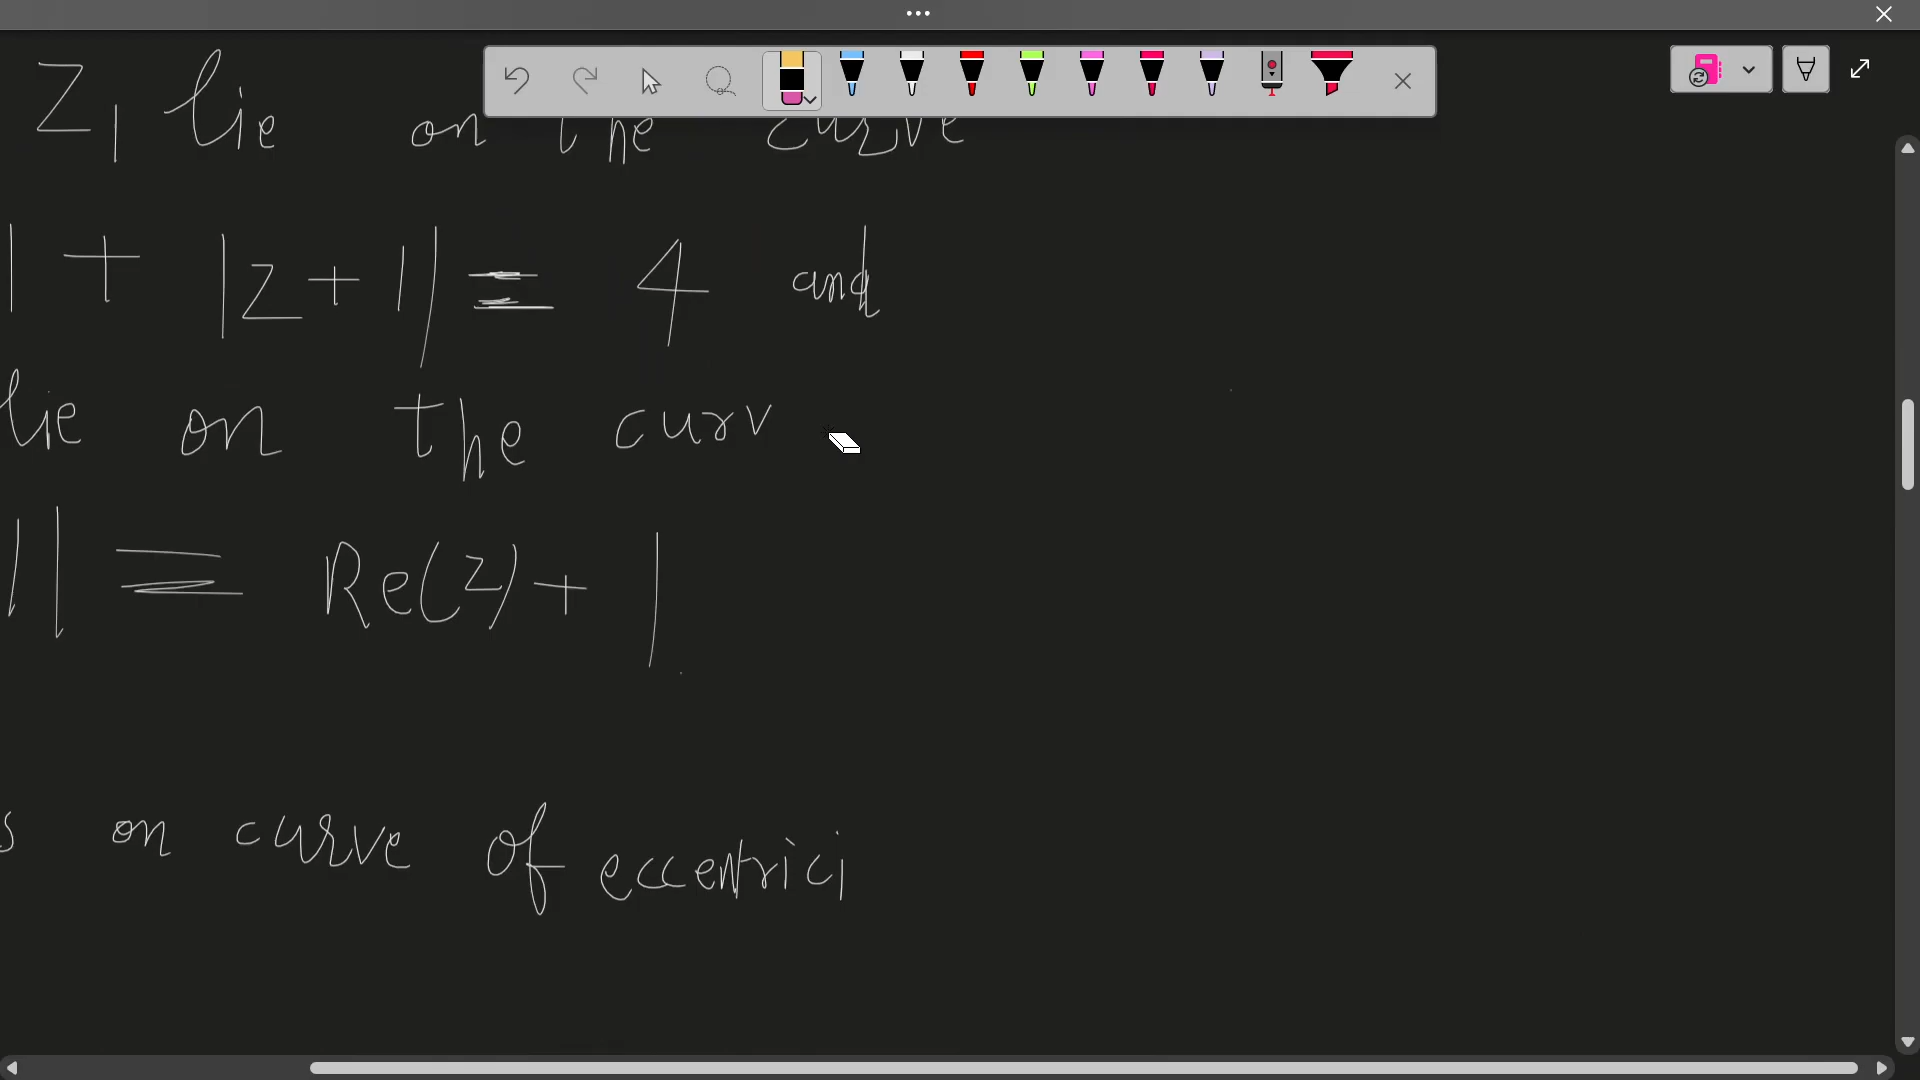 Z1 lie on the curve
| + |z+1| = 4 and
lie on the curv
1| = Re(z) + 1
s on curve of eccentrici